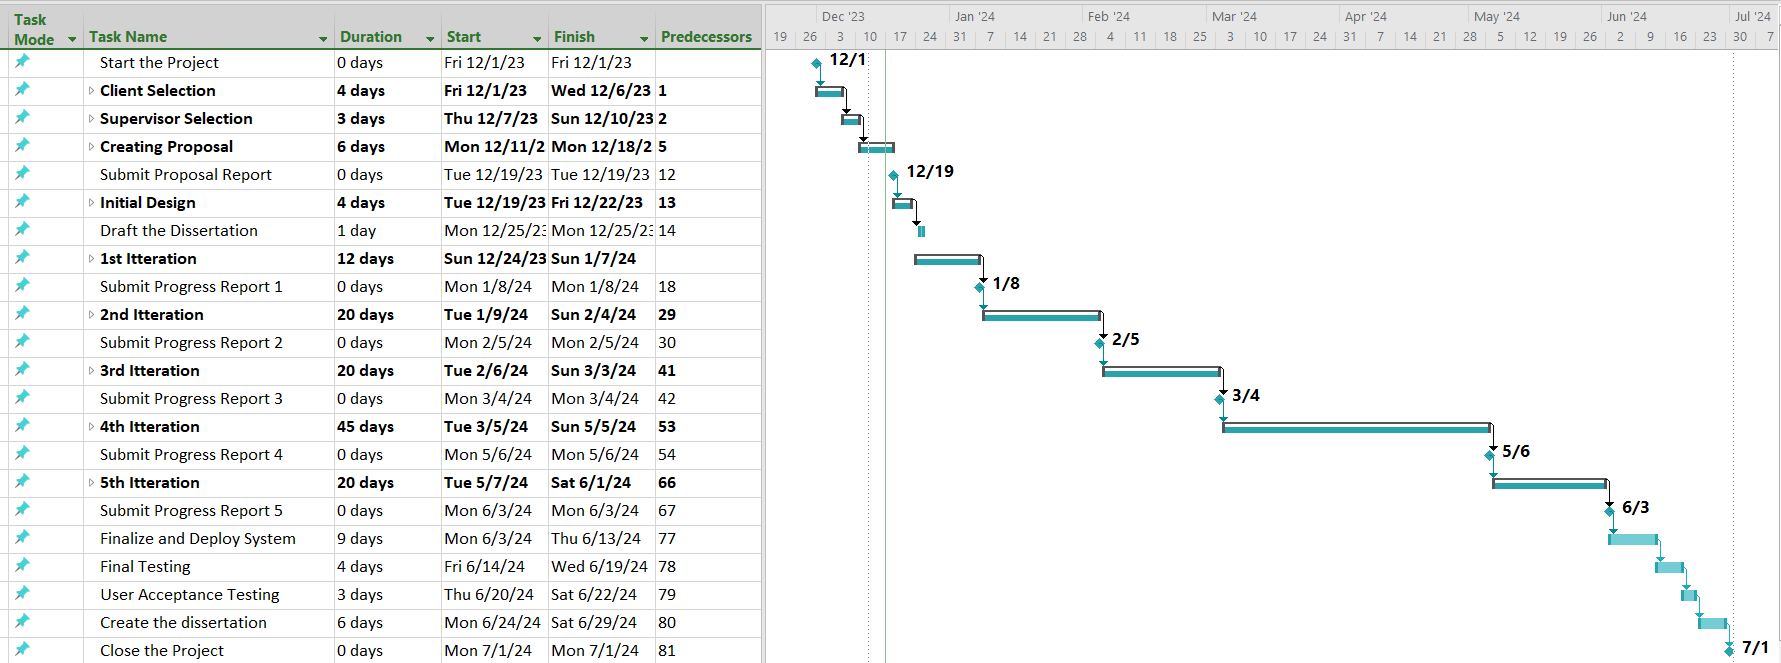 Task Mode Task Name Duration Start Finish Predecessors
Start the Project 0 days Fri 12/1/23 Fri 12/1/23
Client Selection 4 days Fri 12/1/23 Wed 12/6/23 1
Supervisor Selection 3 days Thu 12/7/23 Sun 12/10/23 2
Creating Proposal 6 days Mon 12/11/2 Mon 12/18/2 5
Submit Proposal Report 0 days Tue 12/19/23 Tue 12/19/23 12
Initial Design 4 days Tue 12/19/23 Fri 12/22/23 13
Draft the Dissertation 1 day Mon 12/25/23 Mon 12/25/23 14
1st Itteration 12 days Sun 12/24/23 Sun 1/7/24
Submit Progress Report 1 0 days Mon 1/8/24 Mon 1/8/24 18
2nd Itteration 20 days Tue 1/9/24 Sun 2/4/24 29
Submit Progress Report 2 0 days Mon 2/5/24 Mon 2/5/24 30
3rd Itteration 20 days Tue 2/6/24 Sun 3/3/24 41
Submit Progress Report 3 0 days Mon 3/4/24 Mon 3/4/24 42
4th Itteration 45 days Tue 3/5/24 Sun 5/5/24 53
Submit Progress Report 4 0 days Mon 5/6/24 Mon 5/6/24 54
5th Itteration 20 days Tue 5/7/24 Sat 6/1/24 66
Submit Progress Report 5 0 days Mon 6/3/24 Mon 6/3/24 67
Finalize and Deploy System 9 days Mon 6/3/24 Thu 6/13/24 77
Final Testing 4 days Fri 6/14/24 Wed 6/19/24 78
User Acceptance Testing 3 days Thu 6/20/24 Sat 6/22/24 79
Create the dissertation 6 days Mon 6/24/24 Sat 6/29/24 80
Close the Project 0 days Mon 7/1/24 Mon 7/1/24 81
Dec '23 Jan '24 Feb '24 Mar '24 Apr '24 May '24 Jun '24 Jul '24
19 26 3 10 17 24 31 7 14 21 28 4 11 18 25 3 10 17 24 31 7 14 21 28 5 12 19 26 2 9 16 23 30 7
12/1
12/19
1/8
2/5
3/4
5/6
6/3
7/1